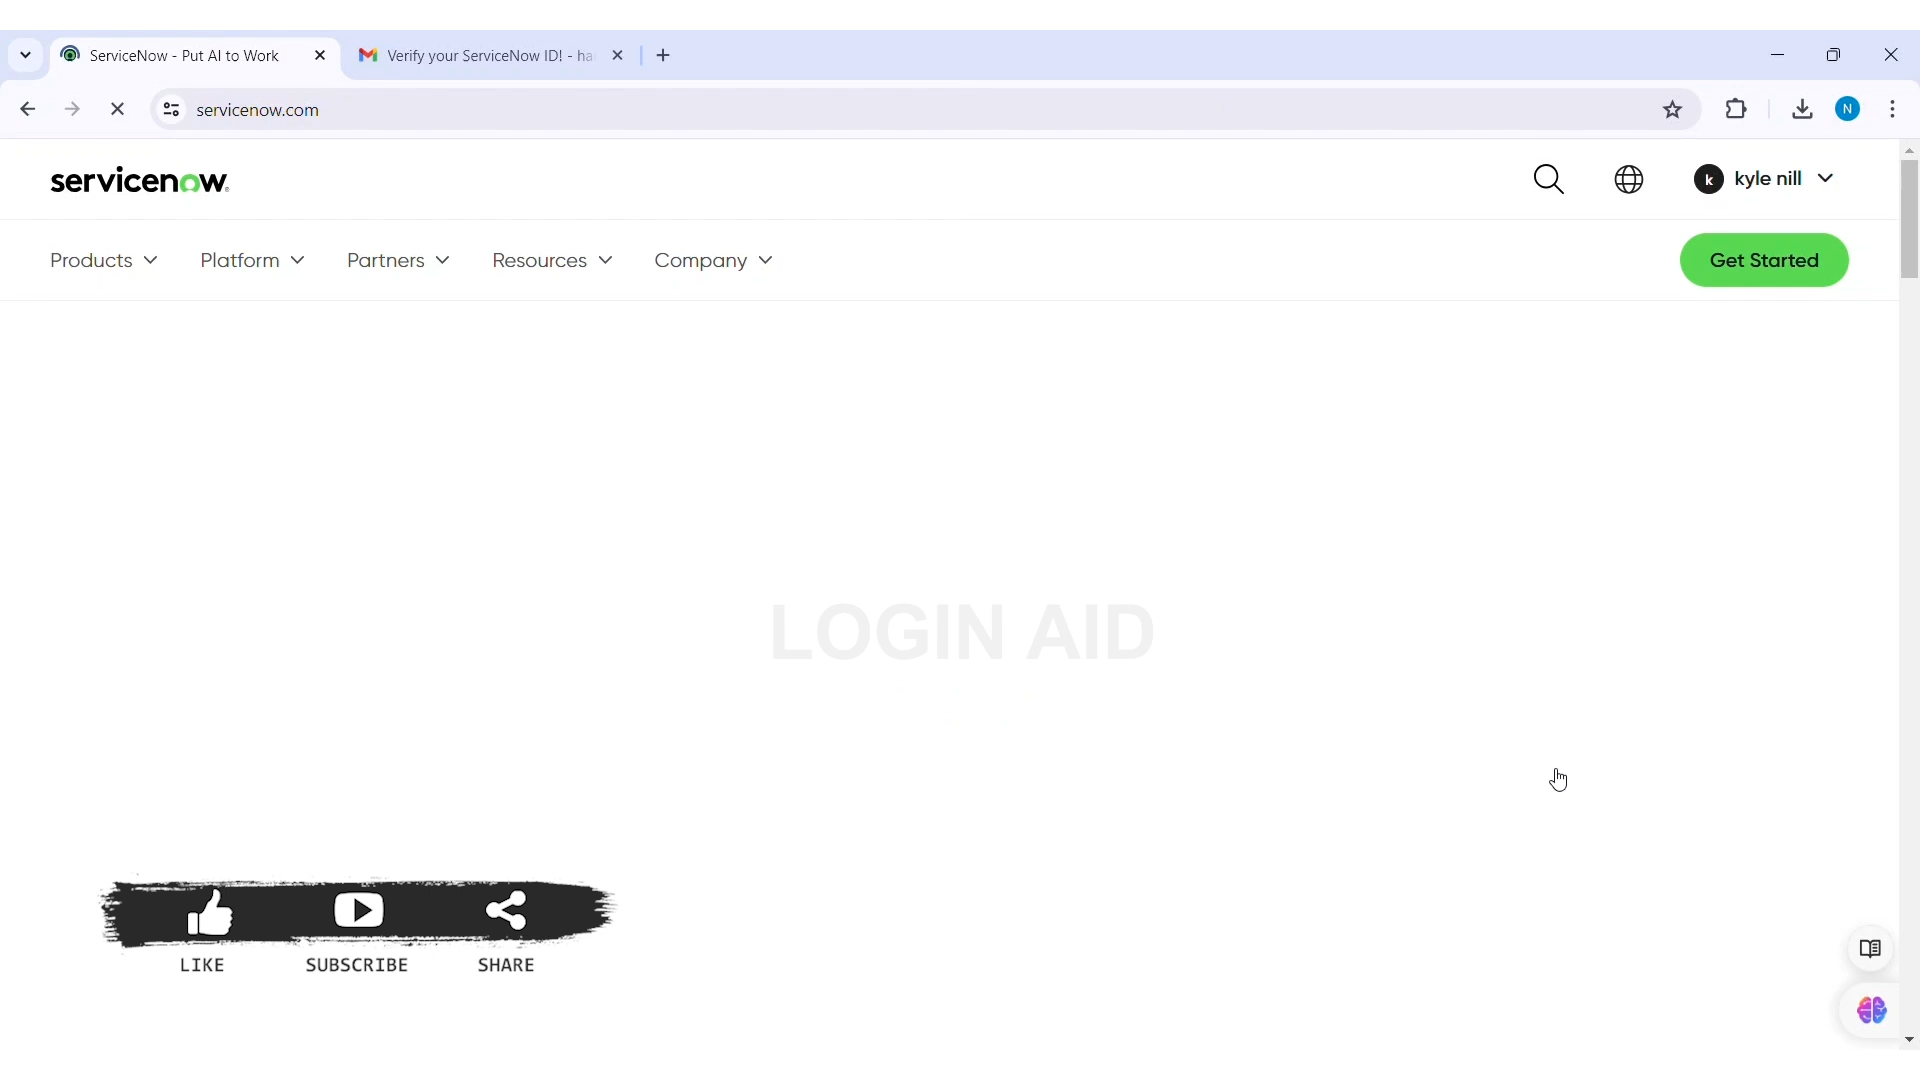 ServiceNow - Put AI to Work
Verify your ServiceNow ID! - ha
servicenow.com
N
servicenow
k kyle nill
Products Platform Partners Resources Company
Get Started
LOGIN AID
LIKE SUBSCRIBE SHARE